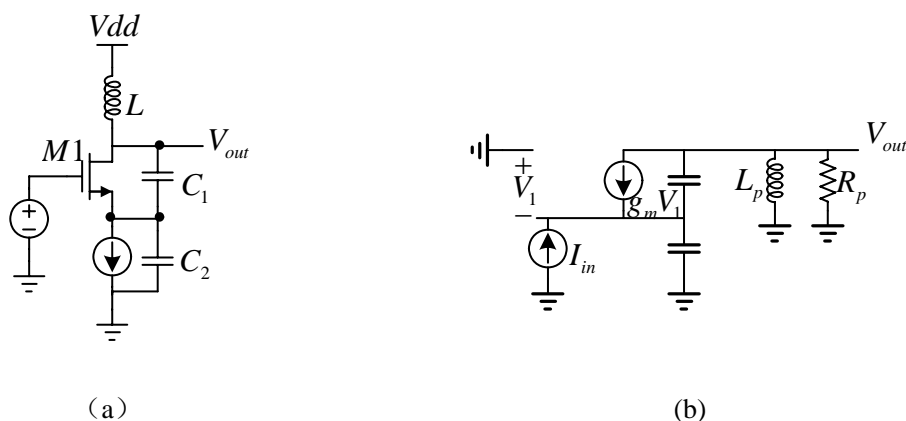 Vdd
L
M1
V_out
C_1
C_2
（a）
V_out
+
V_1
−
g_m V_1
L_p
R_p
I_in
(b)